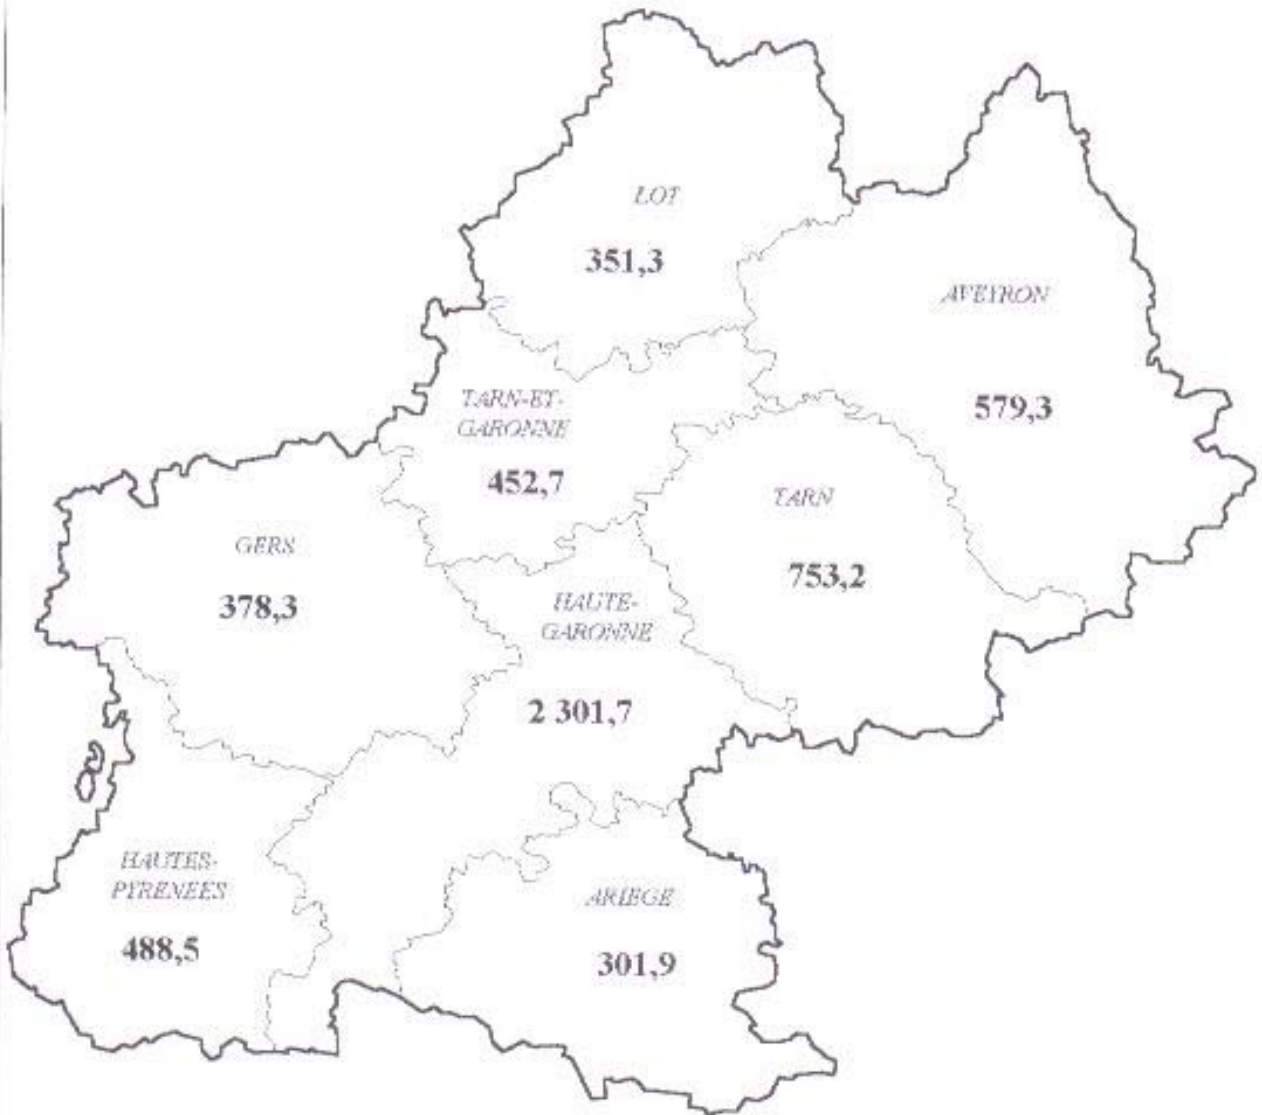 LOT
351,3
AVEYRON
579,3
TARN-ET-
GARONNE
452,7
TARN
753,2
GERS
378,3
HAUTE-
GARONNE
2 301,7
HAUTES-
PYRENEES
488,5
ARIEGE
301,9